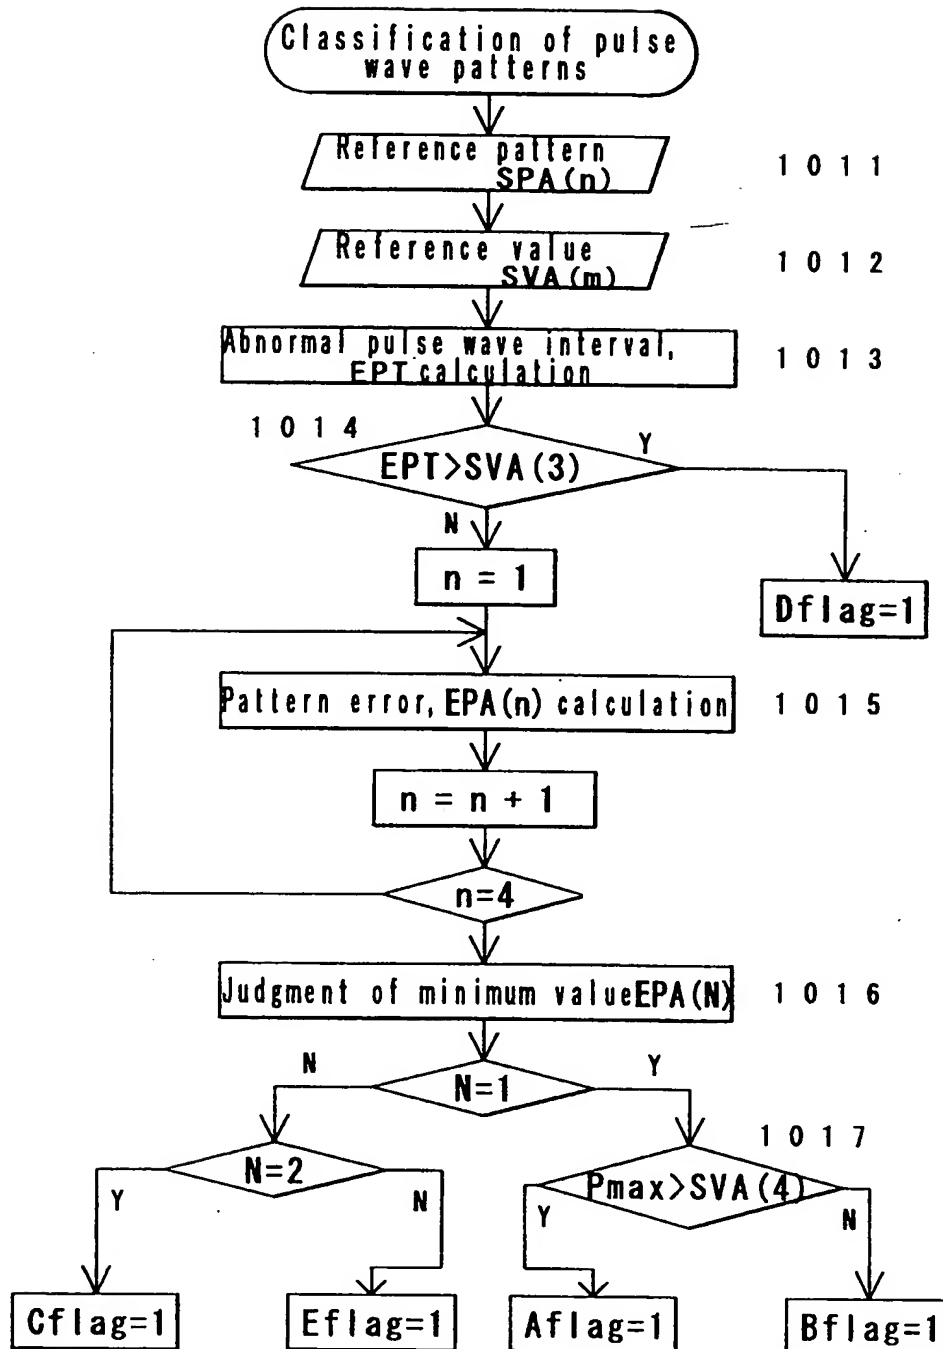 Classification of pulse
wave patterns
Reference pattern
SPA(n)
1011
Reference value
SVA(m)
1012
Abnormal pulse wave interval,
EPT calculation
1013
1014
EPT>SVA(3)
Y
N
n = 1
Dflag=1
Pattern error, EPA(n) calculation
1015
n = n + 1
n=4
Judgment of minimum value EPA(N)
1016
N
N=1
Y
1017
N=2
Pmax>SVA(4)
Y
N
Y
N
Cflag=1
Eflag=1
Aflag=1
Bflag=1